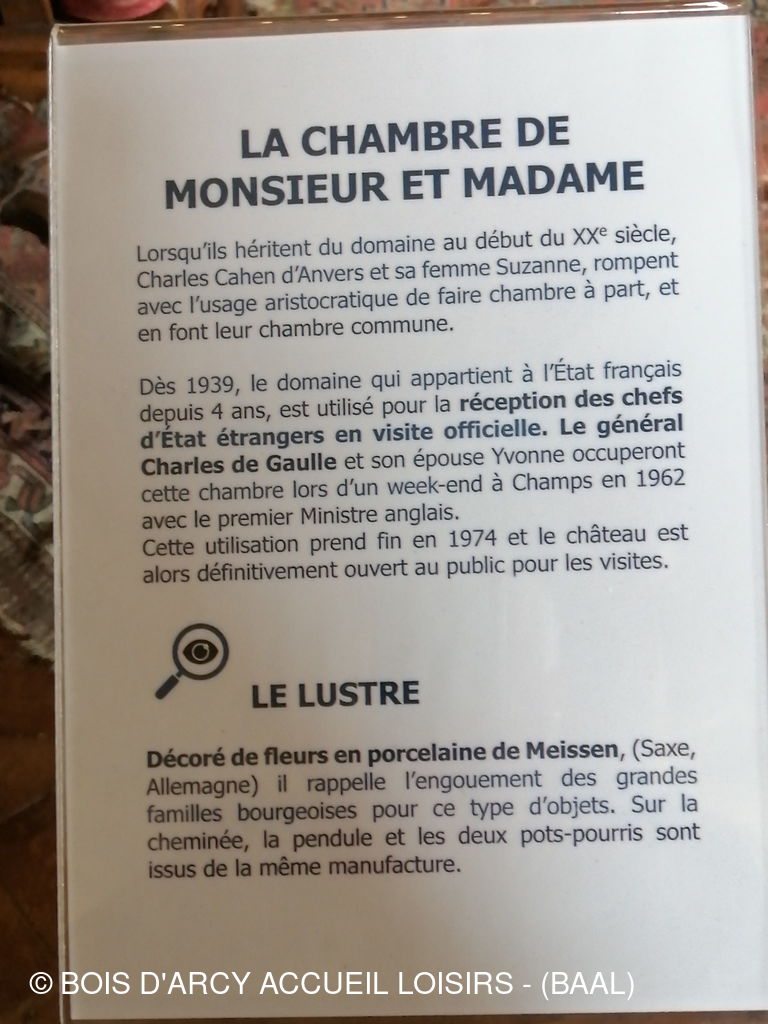 LA CHAMBRE DE
MONSIEUR ET MADAME
Lorsqu'ils héritent du domaine au début du XXe siècle,
Charles Cahen d'Anvers et sa femme Suzanne, rompent
avec l'usage aristocratique de faire chambre à part, et
en font leur chambre commune.
Dès 1939, le domaine qui appartient à l'État français
depuis 4 ans, est utilisé pour la réception des chefs
d'État étrangers en visite officielle. Le général
Charles de Gaulle et son épouse Yvonne occuperont
cette chambre lors d'un week-end à Champs en 1962
avec le premier Ministre anglais.
Cette utilisation prend fin en 1974 et le château est
alors définitivement ouvert au public pour les visites.
LE LUSTRE
Décoré de fleurs en porcelaine de Meissen, (Saxe,
Allemagne) il rappelle l'engouement des grandes
familles bourgeoises pour ce type d'objets. Sur la
cheminée, la pendule et les deux pots-pourris sont
issus de la même manufacture.
© BOIS D'ARCY ACCUEIL LOISIRS - (BAAL)